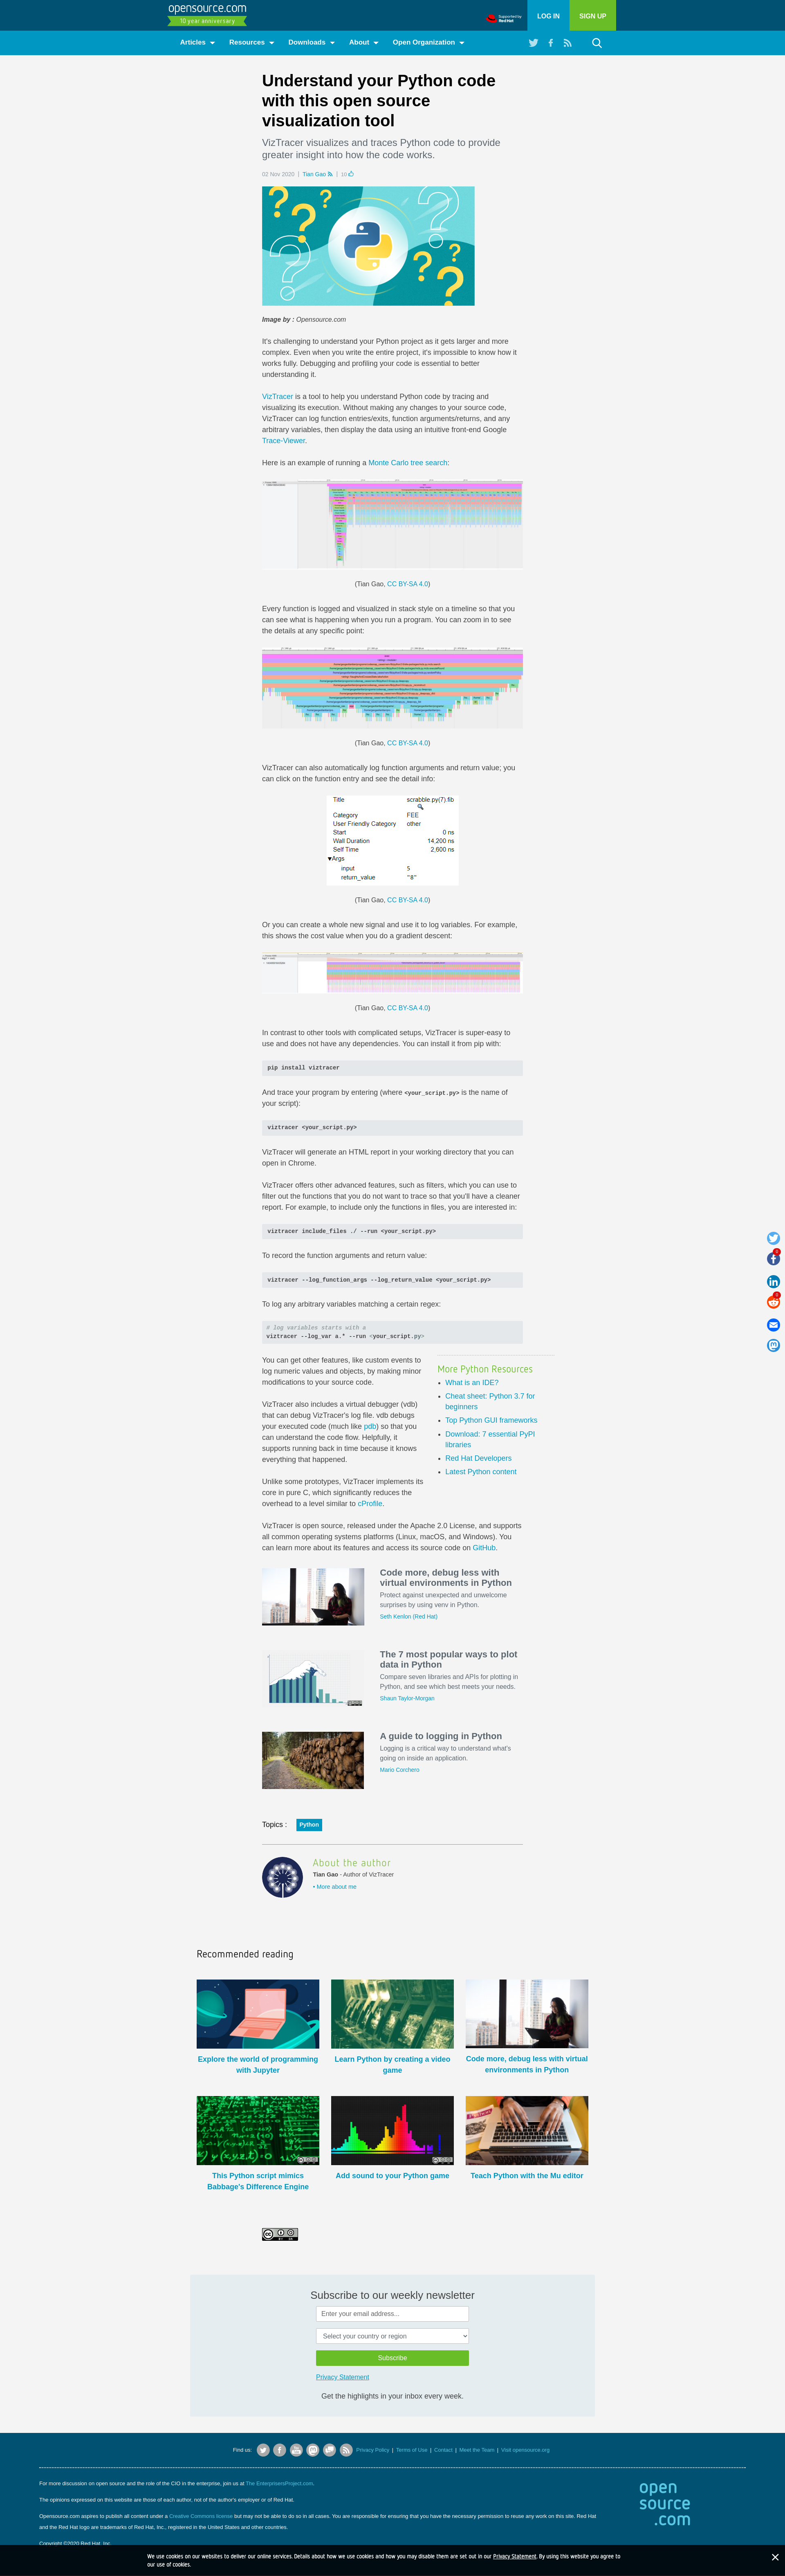 opensource.com
10 year anniversary
Supported by
Red Hat
LOG IN
SIGN UP
Articles
Resources
Downloads
About
Open Organization
Understand your Python code
with this open source
visualization tool
VizTracer visualizes and traces Python code to provide
greater insight into how the code works.
02 Nov 2020 | Tian Gao | 10
Image by : Opensource.com
It's challenging to understand your Python project as it gets larger and more
complex. Even when you write the entire project, it's impossible to know how it
works fully. Debugging and profiling your code is essential to better
understanding it.
VizTracer is a tool to help you understand Python code by tracing and
visualizing its execution. Without making any changes to your source code,
VizTracer can log function entries/exits, function arguments/returns, and any
arbitrary variables, then display the data using an intuitive front-end Google
Trace-Viewer.
Here is an example of running a Monte Carlo tree search:
(Tian Gao, CC BY-SA 4.0)
Every function is logged and visualized in stack style on a timeline so that you
can see what is happening when you run a program. You can zoom in to see
the details at any specific point:
(Tian Gao, CC BY-SA 4.0)
VizTracer can also automatically log function arguments and return value; you
can click on the function entry and see the detail info:
Title scrabble.py(7).fib
Category FEE
User Friendly Category other
Start 0 ns
Wall Duration 14,200 ns
Self Time 2,600 ns
▼Args
input 5
return_value "8"
(Tian Gao, CC BY-SA 4.0)
Or you can create a whole new signal and use it to log variables. For example,
this shows the cost value when you do a gradient descent:
(Tian Gao, CC BY-SA 4.0)
In contrast to other tools with complicated setups, VizTracer is super-easy to
use and does not have any dependencies. You can install it from pip with:
pip install viztracer
And trace your program by entering (where <your_script.py> is the name of
your script):
viztracer <your_script.py>
VizTracer will generate an HTML report in your working directory that you can
open in Chrome.
VizTracer offers other advanced features, such as filters, which you can use to
filter out the functions that you do not want to trace so that you'll have a cleaner
report. For example, to include only the functions in files, you are interested in:
viztracer include_files ./ --run <your_script.py>
To record the function arguments and return value:
viztracer --log_function_args --log_return_value <your_script.py>
To log any arbitrary variables matching a certain regex:
# log variables starts with a
viztracer --log_var a.* --run <your_script.py>
You can get other features, like custom events to
log numeric values and objects, by making minor
modifications to your source code.
VizTracer also includes a virtual debugger (vdb)
that can debug VizTracer's log file. vdb debugs
your executed code (much like pdb) so that you
can understand the code flow. Helpfully, it
supports running back in time because it knows
everything that happened.
Unlike some prototypes, VizTracer implements its
core in pure C, which significantly reduces the
overhead to a level similar to cProfile.
More Python Resources
What is an IDE?
Cheat sheet: Python 3.7 for
beginners
Top Python GUI frameworks
Download: 7 essential PyPI
libraries
Red Hat Developers
Latest Python content
VizTracer is open source, released under the Apache 2.0 License, and supports
all common operating systems platforms (Linux, macOS, and Windows). You
can learn more about its features and access its source code on GitHub.
Code more, debug less with
virtual environments in Python
Protect against unexpected and unwelcome
surprises by using venv in Python.
Seth Kenlon (Red Hat)
The 7 most popular ways to plot
data in Python
Compare seven libraries and APIs for plotting in
Python, and see which best meets your needs.
Shaun Taylor-Morgan
A guide to logging in Python
Logging is a critical way to understand what's
going on inside an application.
Mario Corchero
Topics :
Python
About the author
Tian Gao - Author of VizTracer
• More about me
Recommended reading
Explore the world of programming
with Jupyter
Learn Python by creating a video
game
Code more, debug less with virtual
environments in Python
This Python script mimics
Babbage's Difference Engine
Add sound to your Python game
Teach Python with the Mu editor
Subscribe to our weekly newsletter
Enter your email address...
Select your country or region
Subscribe
Privacy Statement
Get the highlights in your inbox every week.
Find us:
Privacy Policy | Terms of Use | Contact | Meet the Team | Visit opensource.org
For more discussion on open source and the role of the CIO in the enterprise, join us at The EnterprisersProject.com.
The opinions expressed on this website are those of each author, not of the author's employer or of Red Hat.
Opensource.com aspires to publish all content under a Creative Commons license but may not be able to do so in all cases. You are responsible for ensuring that you have the necessary permission to reuse any work on this site. Red Hat
and the Red Hat logo are trademarks of Red Hat, Inc., registered in the United States and other countries.
Copyright ©2020 Red Hat, Inc.
open
source
.com
We use cookies on our websites to deliver our online services. Details about how we use cookies and how you may disable them are set out in our Privacy Statement. By using this website you agree to
our use of cookies.